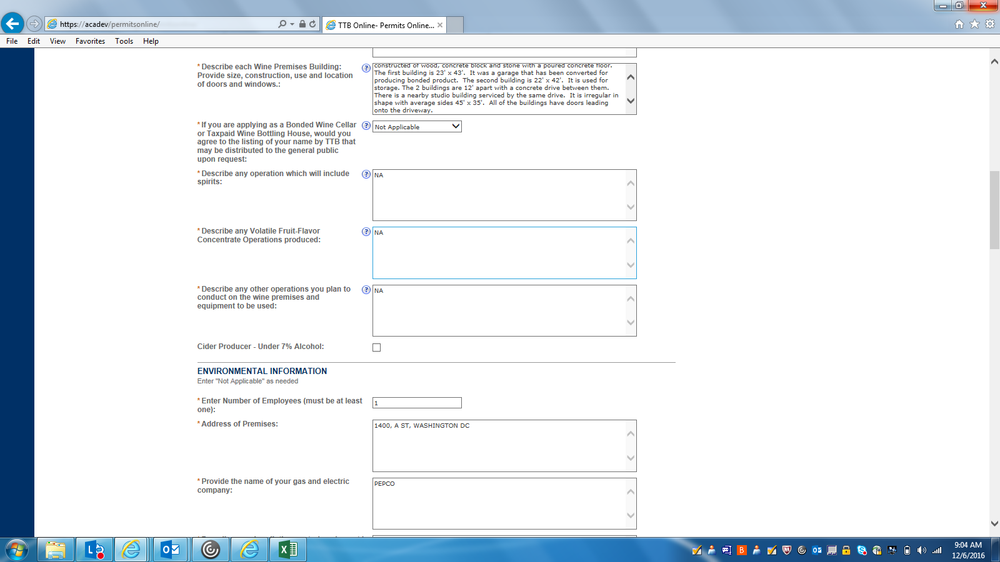 https://acadev/permitsonline/
TTB Online- Permits Online...
File Edit View Favorites Tools Help
* Describe each Wine Premises Building:
Provide size, construction, use and location
of doors and windows.:
constructed of wood, concrete block and stone with a poured concrete floor.
The first building is 23' x 43'. It was a garage that has been converted for
producing bonded product. The second building is 22' x 42'. It is used for
storage. The 2 buildings are 12' apart with a concrete drive between them.
There is a nearby studio building serviced by the same drive. It is irregular in
shape with average sides 45' x 35'. All of the buildings have doors leading
onto the driveway.
* If you are applying as a Bonded Wine Cellar
or Taxpaid Wine Bottling House, would you
agree to the listing of your name by TTB that
may be distributed to the general public
upon request:
Not Applicable
* Describe any operation which will include
spirits:
NA
* Describe any Volatile Fruit-Flavor
Concentrate Operations produced:
NA
* Describe any other operations you plan to
conduct on the wine premises and
equipment to be used:
NA
Cider Producer - Under 7% Alcohol:
ENVIRONMENTAL INFORMATION
Enter "Not Applicable" as needed
* Enter Number of Employees (must be at least
one):
1
* Address of Premises:
1400, A ST, WASHINGTON DC
* Provide the name of your gas and electric
company:
PEPCO
9:04 AM
12/6/2016